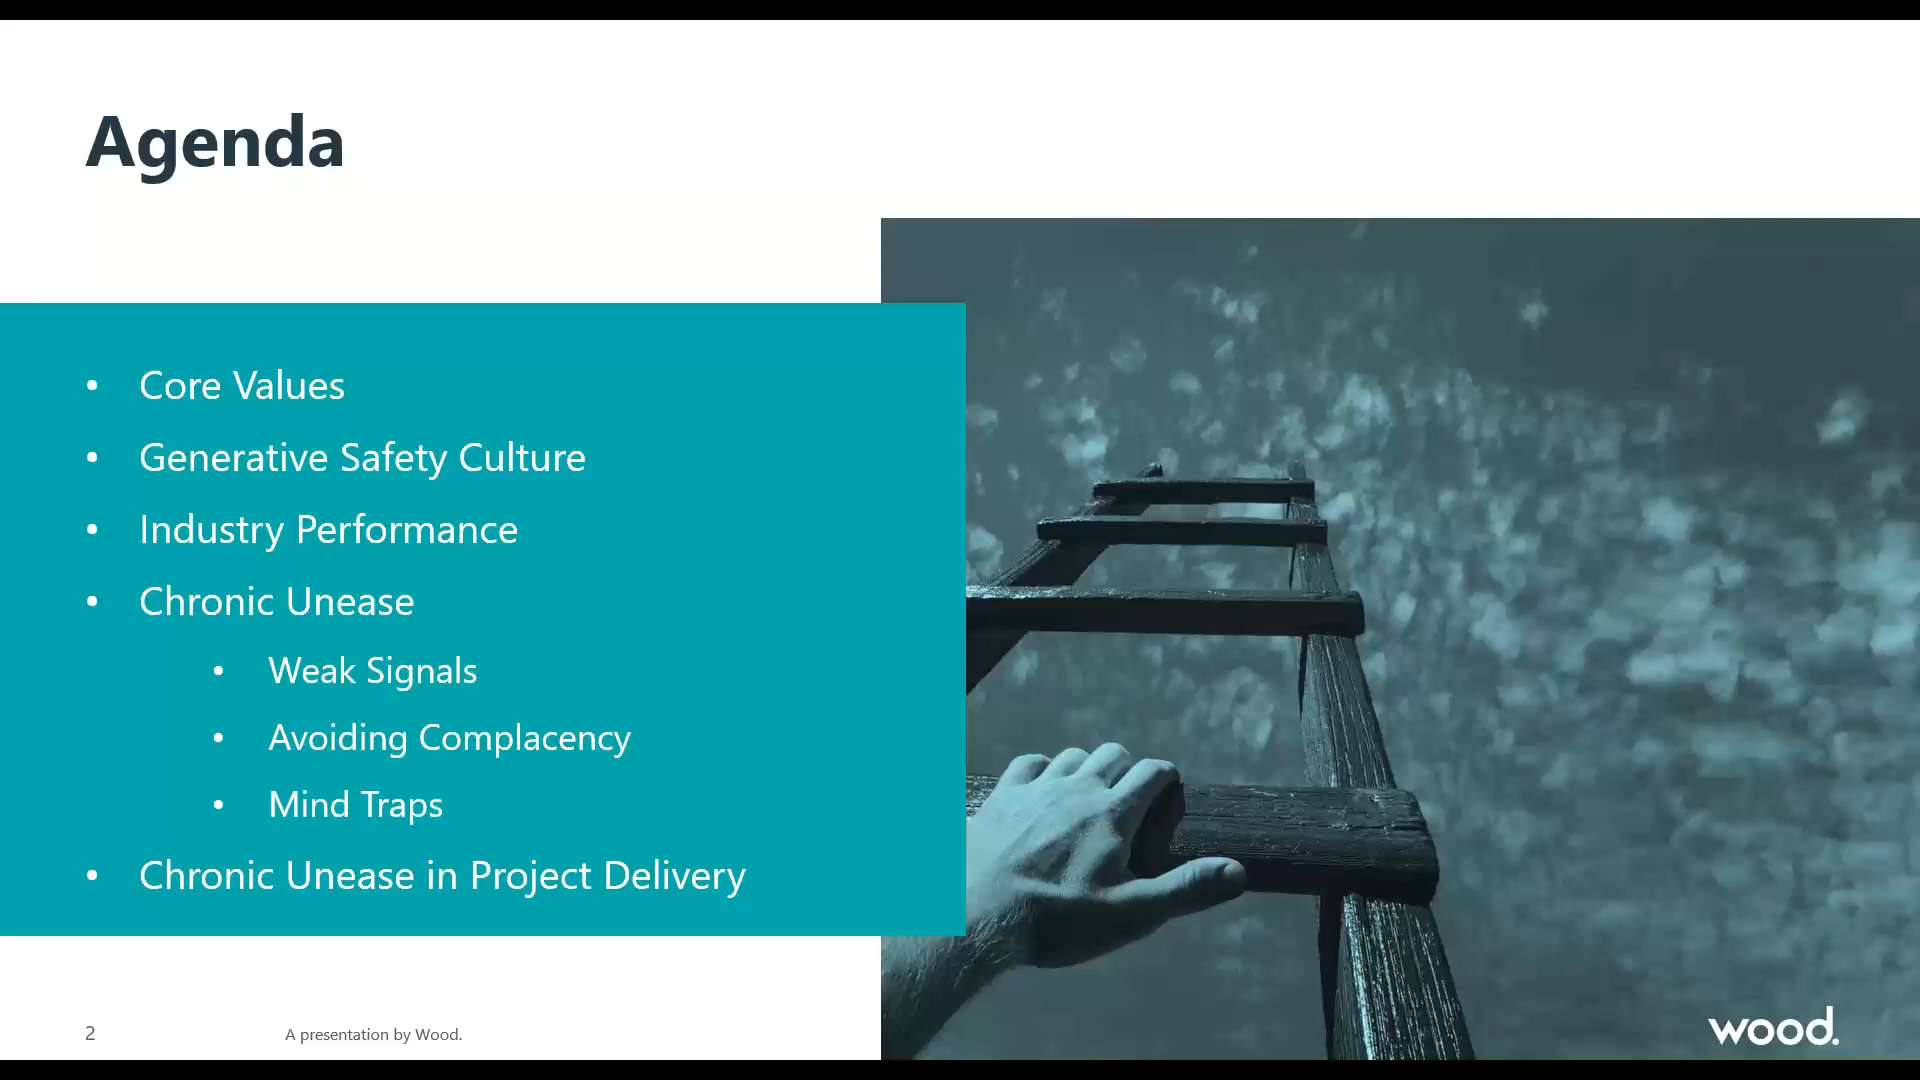 Agenda
• Core Values
• Generative Safety Culture
• Industry Performance
• Chronic Unease
• Weak Signals
• Avoiding Complacency
• Mind Traps
• Chronic Unease in Project Delivery
2
A presentation by Wood.
wood.